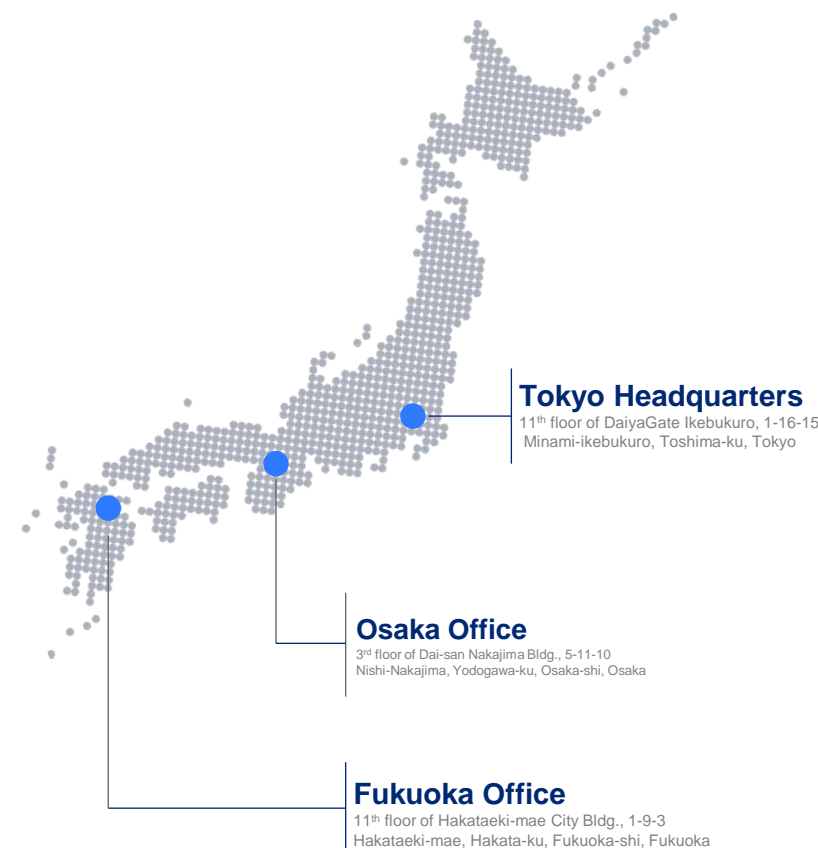 Tokyo Headquarters
11th floor of DaiyaGate Ikebukuro, 1-16-15
Minami-ikebukuro, Toshima-ku, Tokyo
Osaka Office
3rd floor of Dai-san Nakajima Bldg., 5-11-10
Nishi-Nakajima, Yodogawa-ku, Osaka-shi, Osaka
Fukuoka Office
11th floor of Hakataeki-mae City Bldg., 1-9-3
Hakataeki-mae, Hakata-ku, Fukuoka-shi, Fukuoka